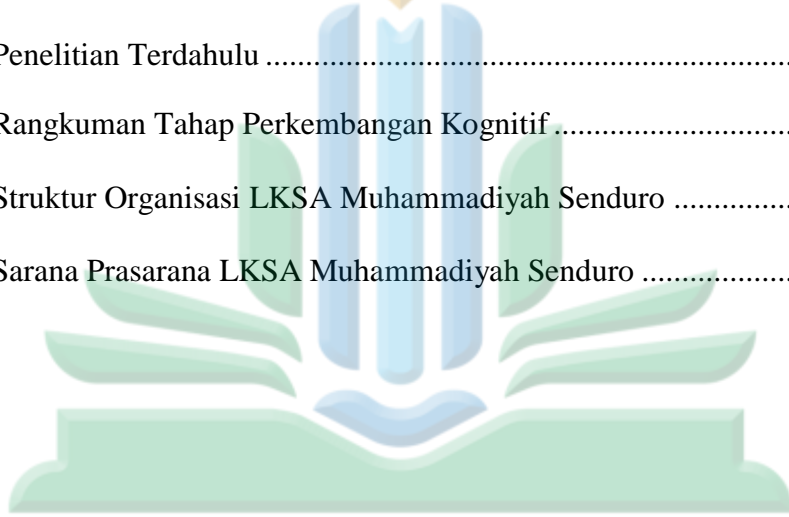 Penelitian Terdahulu ........................................................
Rangkuman Tahap Perkembangan Kognitif ..............................
Struktur Organisasi LKSA Muhammadiyah Senduro ...............
Sarana Prasarana LKSA Muhammadiyah Senduro ...................